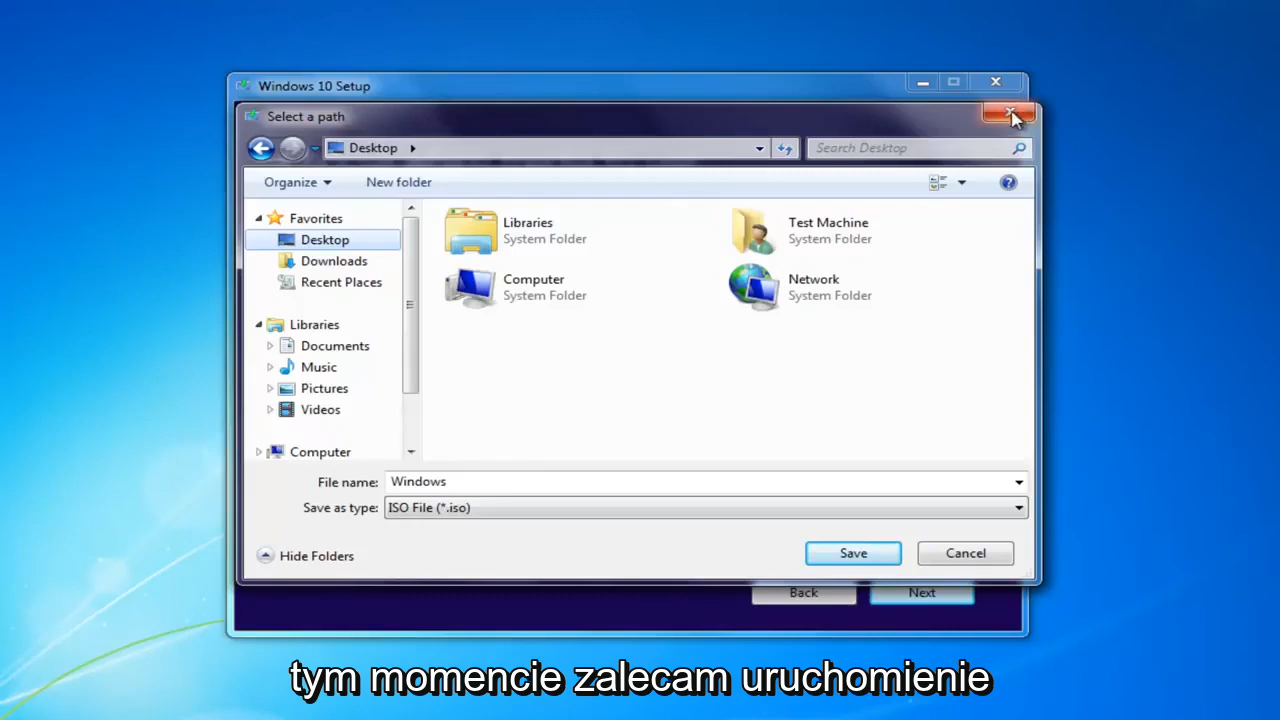 Windows 10 Setup
Select a path
Desktop
Search Desktop
Organize
New folder
Favorites
Desktop
Downloads
Recent Places
Libraries
Documents
Music
Pictures
Videos
Computer
Libraries
System Folder
Test Machine
System Folder
Computer
System Folder
Network
System Folder
File name: Windows
Save as type: ISO File (*.iso)
Hide Folders
Save
Cancel
Back
Next
tym momencie zalecam uruchomienie